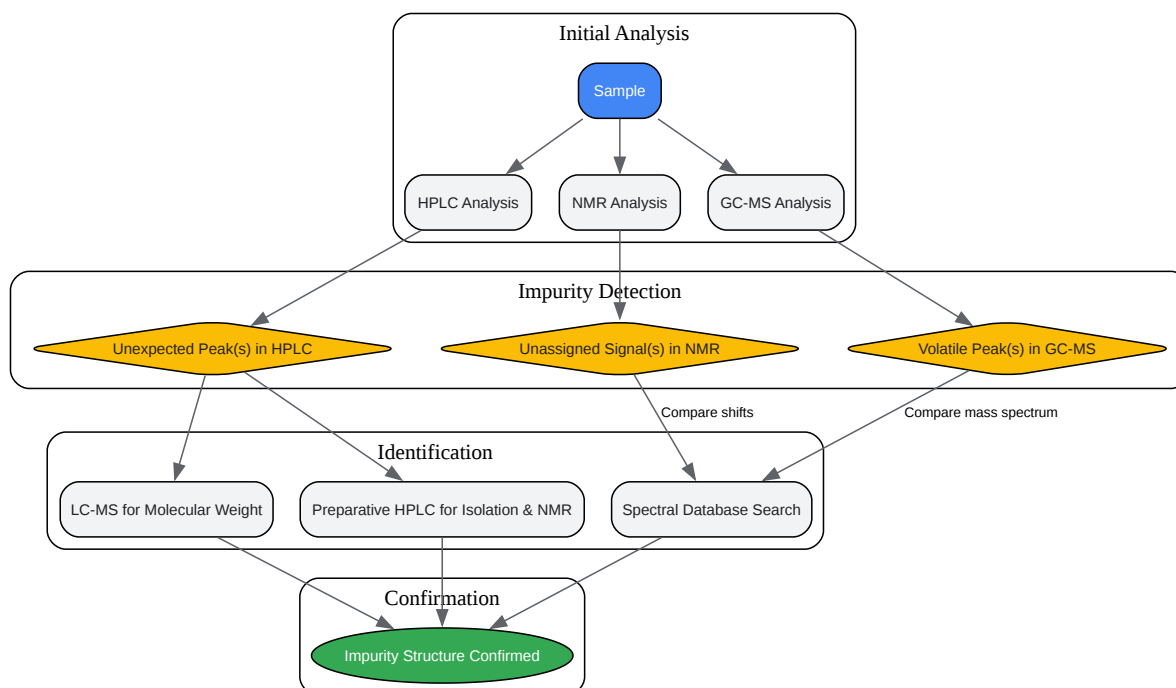 Initial Analysis
Sample
HPLC Analysis
NMR Analysis
GC-MS Analysis
Impurity Detection
Unexpected Peak(s) in HPLC
Unassigned Signal(s) in NMR
Volatile Peak(s) in GC-MS
Compare shifts
Compare mass spectrum
Identification
LC-MS for Molecular Weight
Preparative HPLC for Isolation & NMR
Spectral Database Search
Confirmation
Impurity Structure Confirmed